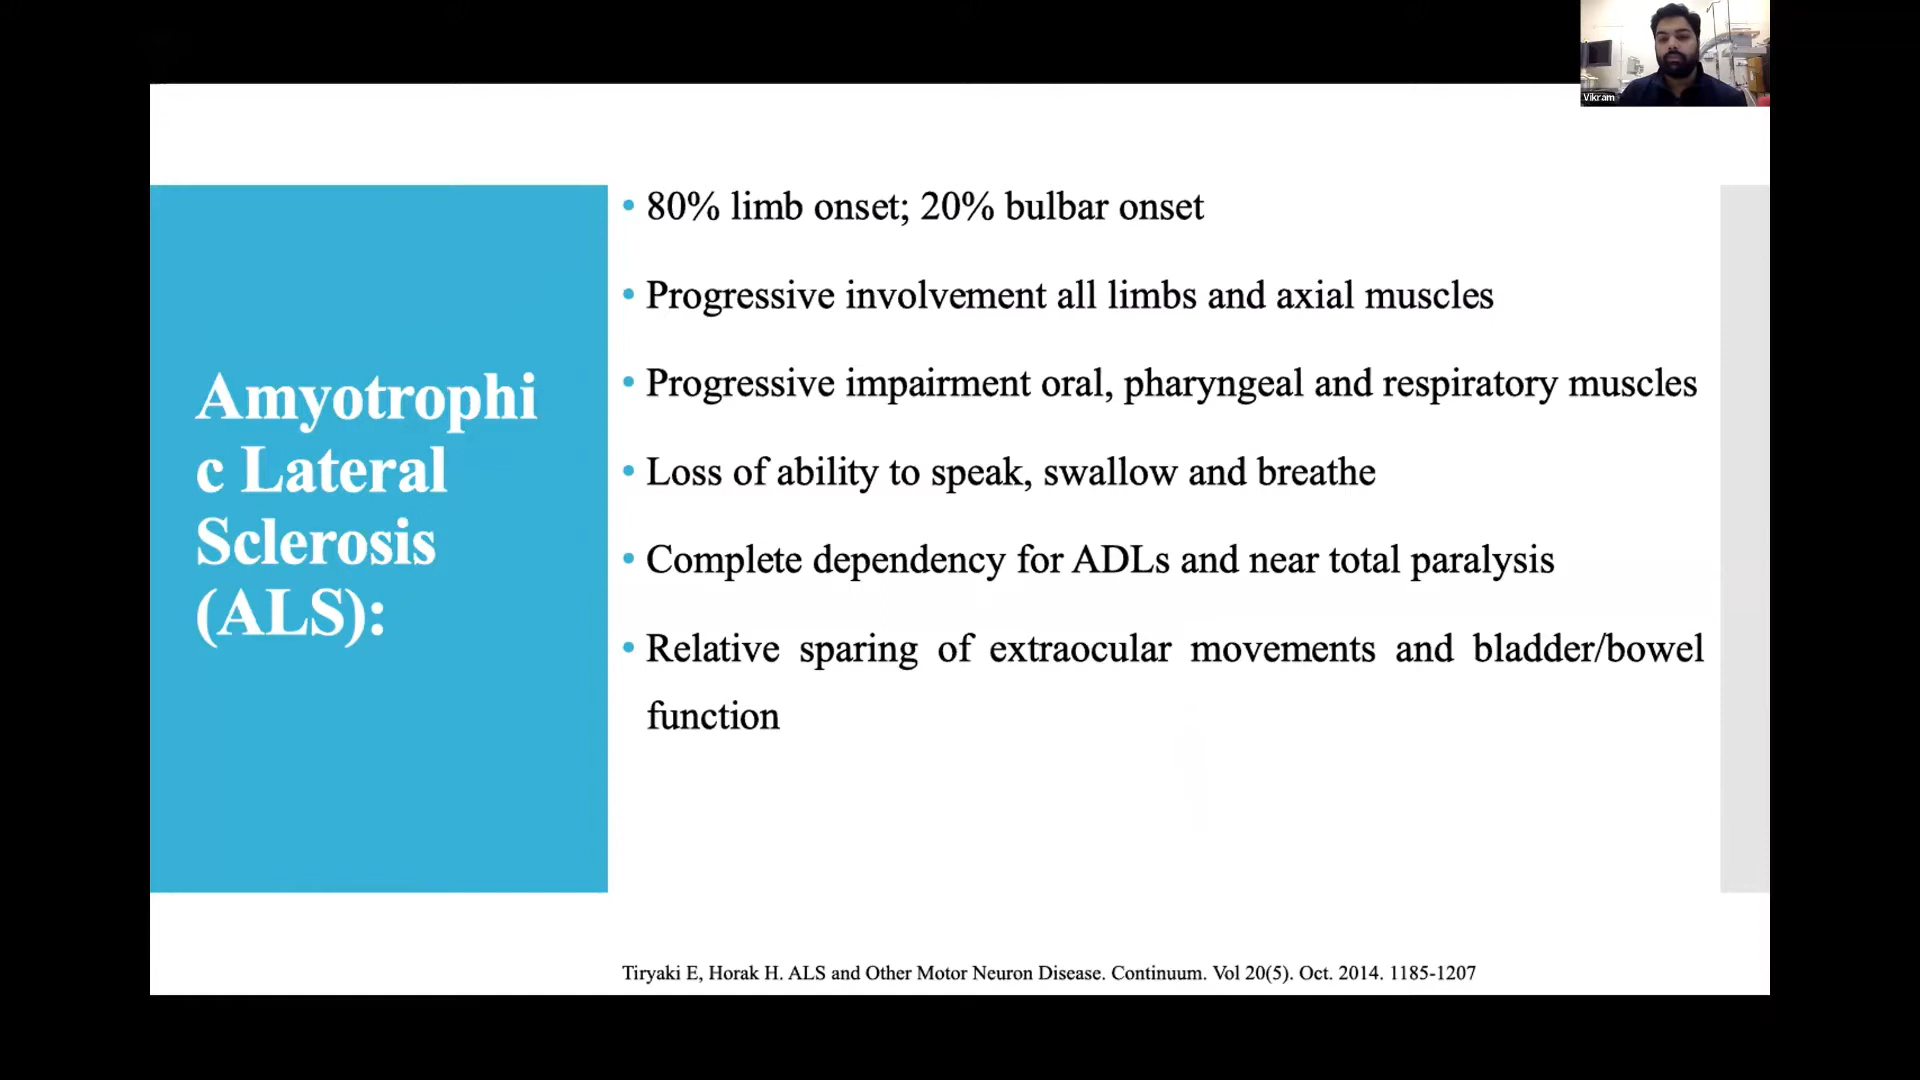 Vikram
Amyotrophi
c Lateral
Sclerosis
(ALS):
• 80% limb onset; 20% bulbar onset
• Progressive involvement all limbs and axial muscles
• Progressive impairment oral, pharyngeal and respiratory muscles
• Loss of ability to speak, swallow and breathe
• Complete dependency for ADLs and near total paralysis
• Relative sparing of extraocular movements and bladder/bowel
function
Tiryaki E, Horak H. ALS and Other Motor Neuron Disease. Continuum. Vol 20(5). Oct. 2014. 1185-1207